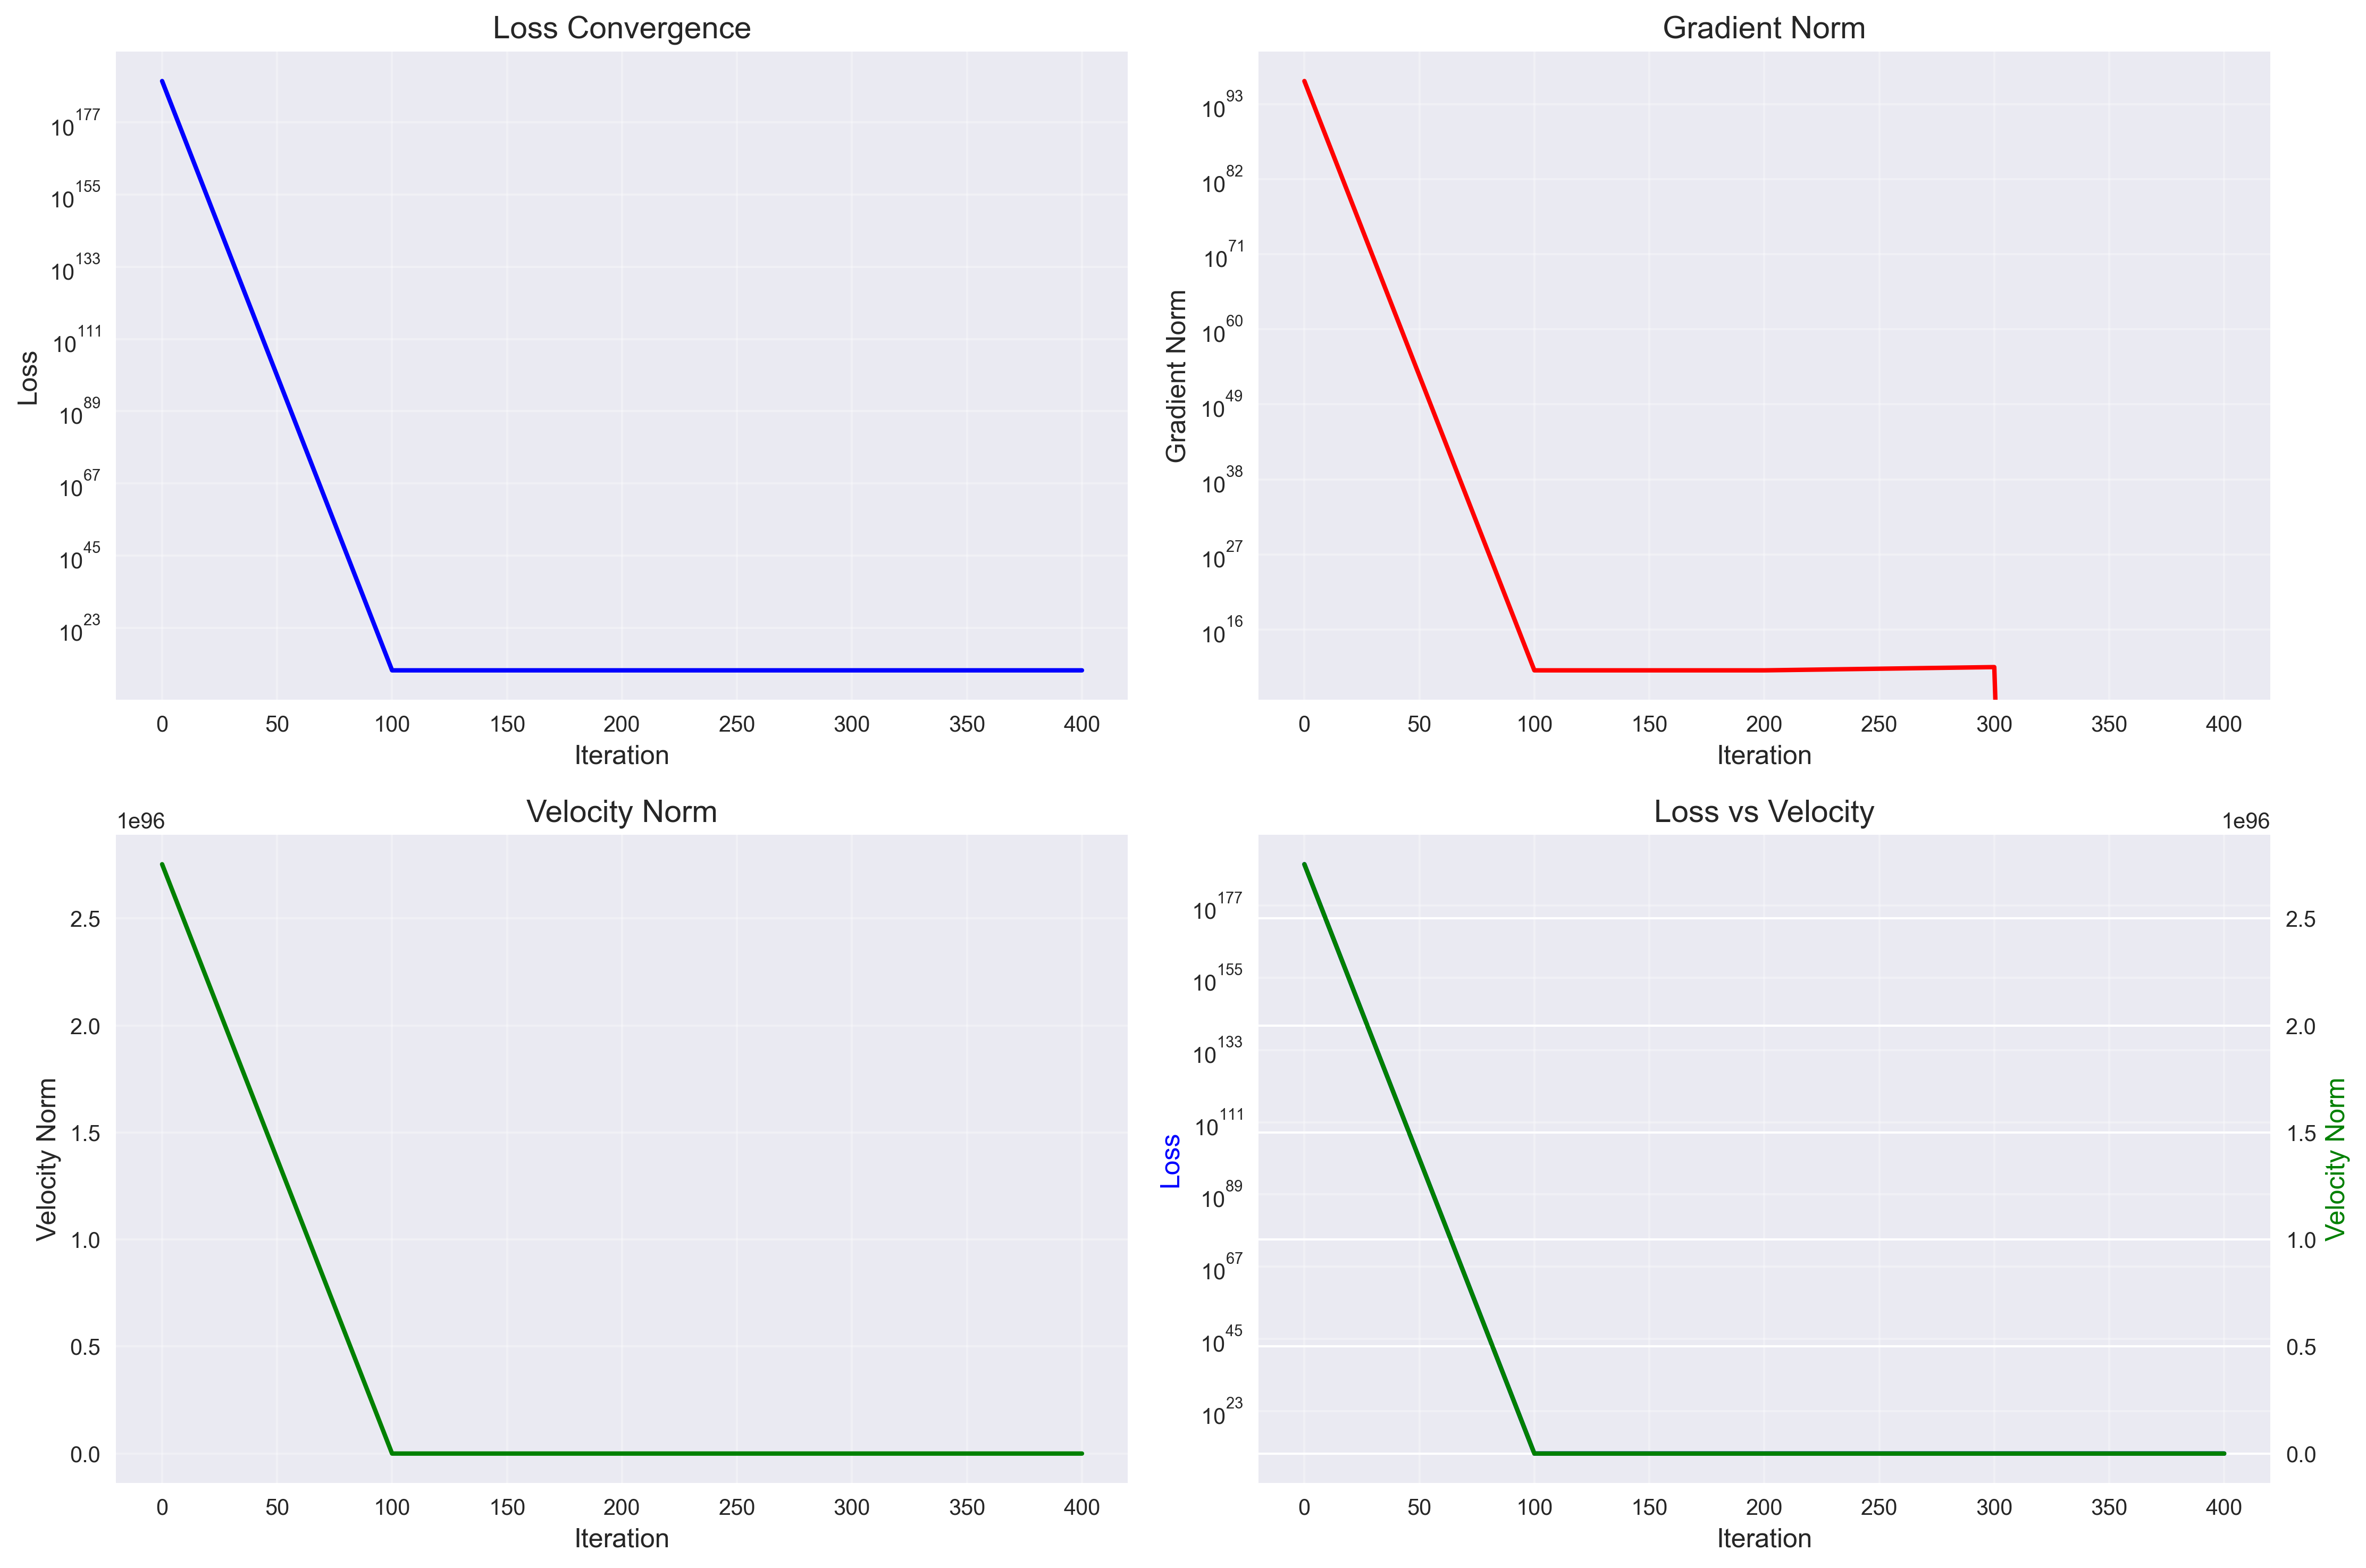 Loss Convergence
Loss
10^177
10^155
10^133
10^111
10^89
10^67
10^45
10^23
0 50 100 150 200 250 300 350 400
Iteration
Gradient Norm
Gradient Norm
10^93
10^82
10^71
10^60
10^49
10^38
10^27
10^16
0 50 100 150 200 250 300 350 400
Iteration
Velocity Norm
1e96
Velocity Norm
2.5
2.0
1.5
1.0
0.5
0.0
0 50 100 150 200 250 300 350 400
Iteration
Loss vs Velocity
1e96
Loss
10^177
10^155
10^133
10^111
10^89
10^67
10^45
10^23
2.5
2.0
1.5
1.0
0.5
0.0
Velocity Norm
0 50 100 150 200 250 300 350 400
Iteration